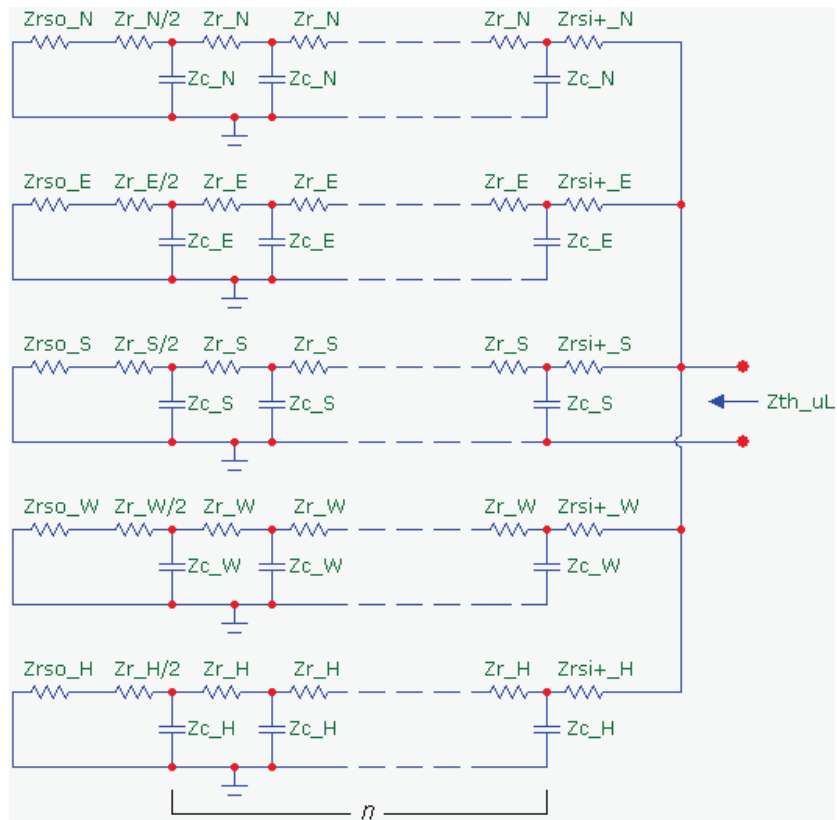 Zrso_N Zr_N/2 Zr_N Zr_N Zr_N Zrsi+_N
Zc_N Zc_N Zc_N
Zrso_E Zr_E/2 Zr_E Zr_E Zr_E Zrsi+_E
Zc_E Zc_E Zc_E
Zrso_S Zr_S/2 Zr_S Zr_S Zr_S Zrsi+_S
Zc_S Zc_S Zc_S Zth_uL
Zrso_W Zr_W/2 Zr_W Zr_W Zr_W Zrsi+_W
Zc_W Zc_W Zc_W
Zrso_H Zr_H/2 Zr_H Zr_H Zr_H Zrsi+_H
Zc_H Zc_H Zc_H
n